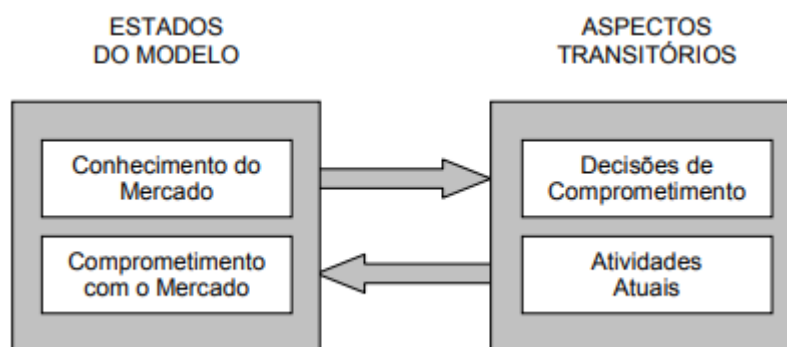 ESTADOS
DO MODELO
ASPECTOS
TRANSITÓRIOS
Conhecimento do
Mercado
Comprometimento
com o Mercado
Decisões de
Comprometimento
Atividades
Atuais